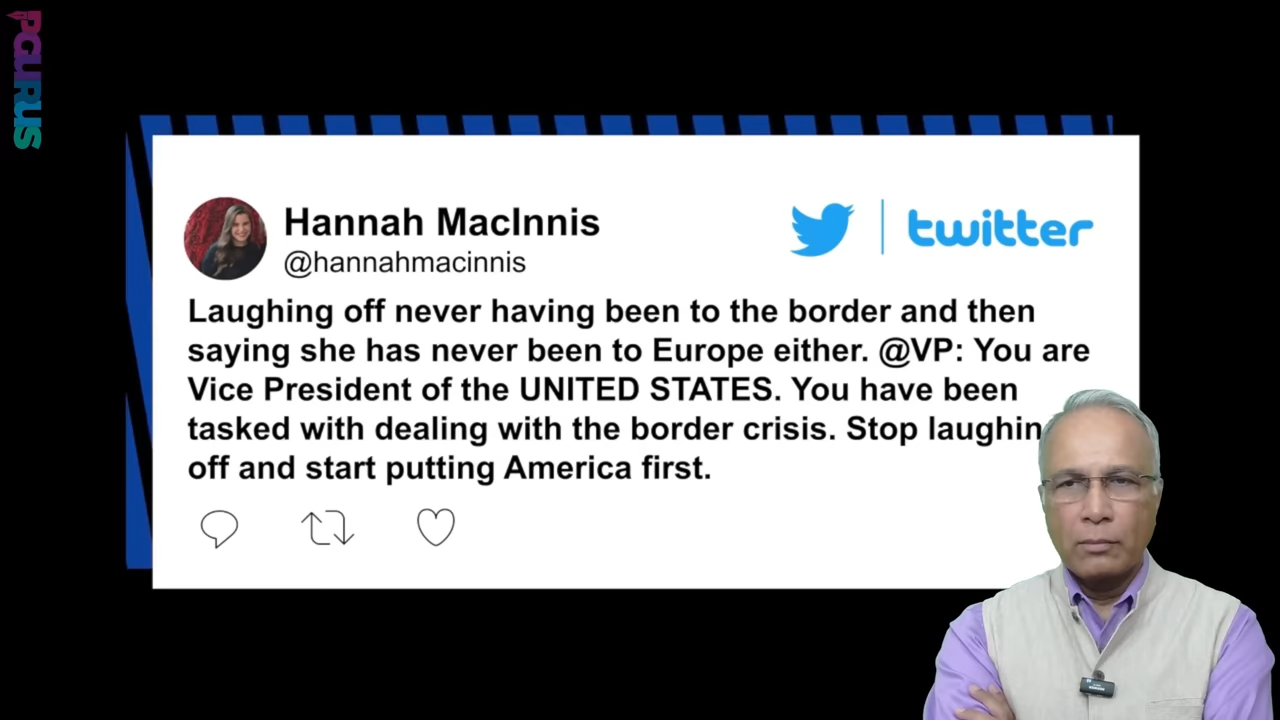 PGURUS
Hannah MacInnis
twitter
@hannahmacinnis
Laughing off never having been to the border and then
saying she has never been to Europe either. @VP: You are
Vice President of the UNITED STATES. You have been
tasked with dealing with the border crisis. Stop laughin
off and start putting America first.